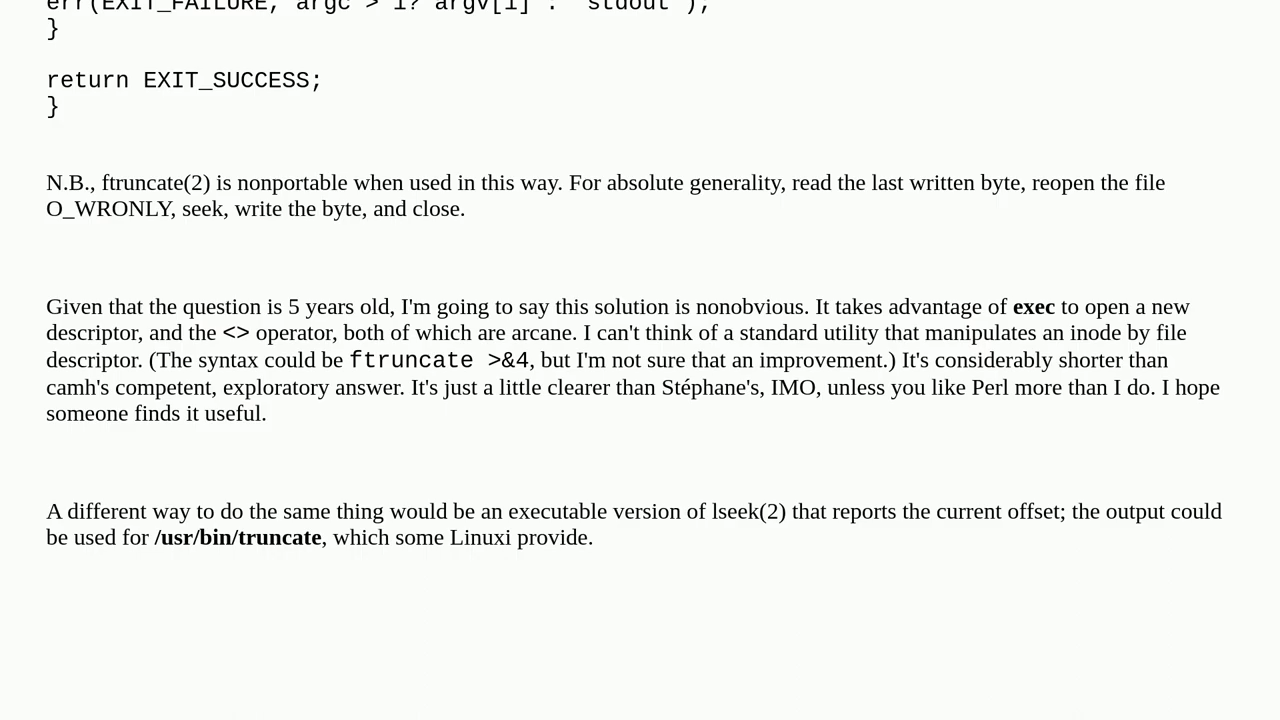 err(EXIT_FAILURE, argc > 1? argv[1] : "stdout");
}
return EXIT_SUCCESS;
}
N.B., ftruncate(2) is nonportable when used in this way. For absolute generality, read the last written byte, reopen the file
O_WRONLY, seek, write the byte, and close.
Given that the question is 5 years old, I'm going to say this solution is nonobvious. It takes advantage of exec to open a new
descriptor, and the <> operator, both of which are arcane. I can't think of a standard utility that manipulates an inode by file
descriptor. (The syntax could be ftruncate >&4, but I'm not sure that an improvement.) It's considerably shorter than
camh's competent, exploratory answer. It's just a little clearer than Stéphane's, IMO, unless you like Perl more than I do. I hope
someone finds it useful.
A different way to do the same thing would be an executable version of lseek(2) that reports the current offset; the output could
be used for /usr/bin/truncate, which some Linuxi provide.